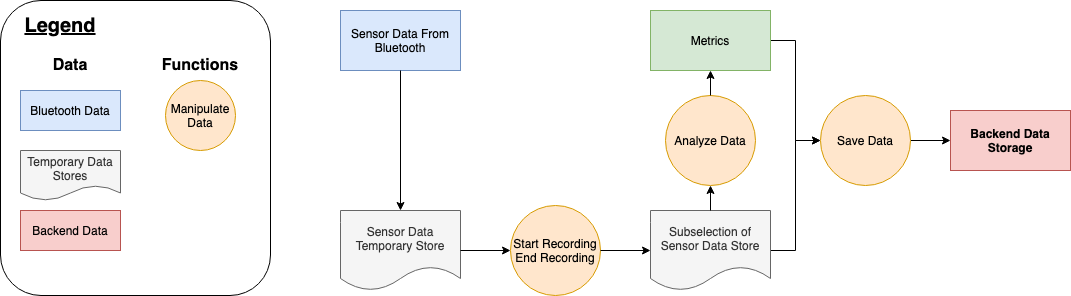 Legend
Data
Functions
Bluetooth Data
Manipulate
Data
Temporary Data
Stores
Backend Data
Sensor Data From
Bluetooth
Metrics
Analyze Data
Save Data
Backend Data
Storage
Sensor Data
Temporary Store
Start Recording
End Recording
Subselection of
Sensor Data Store